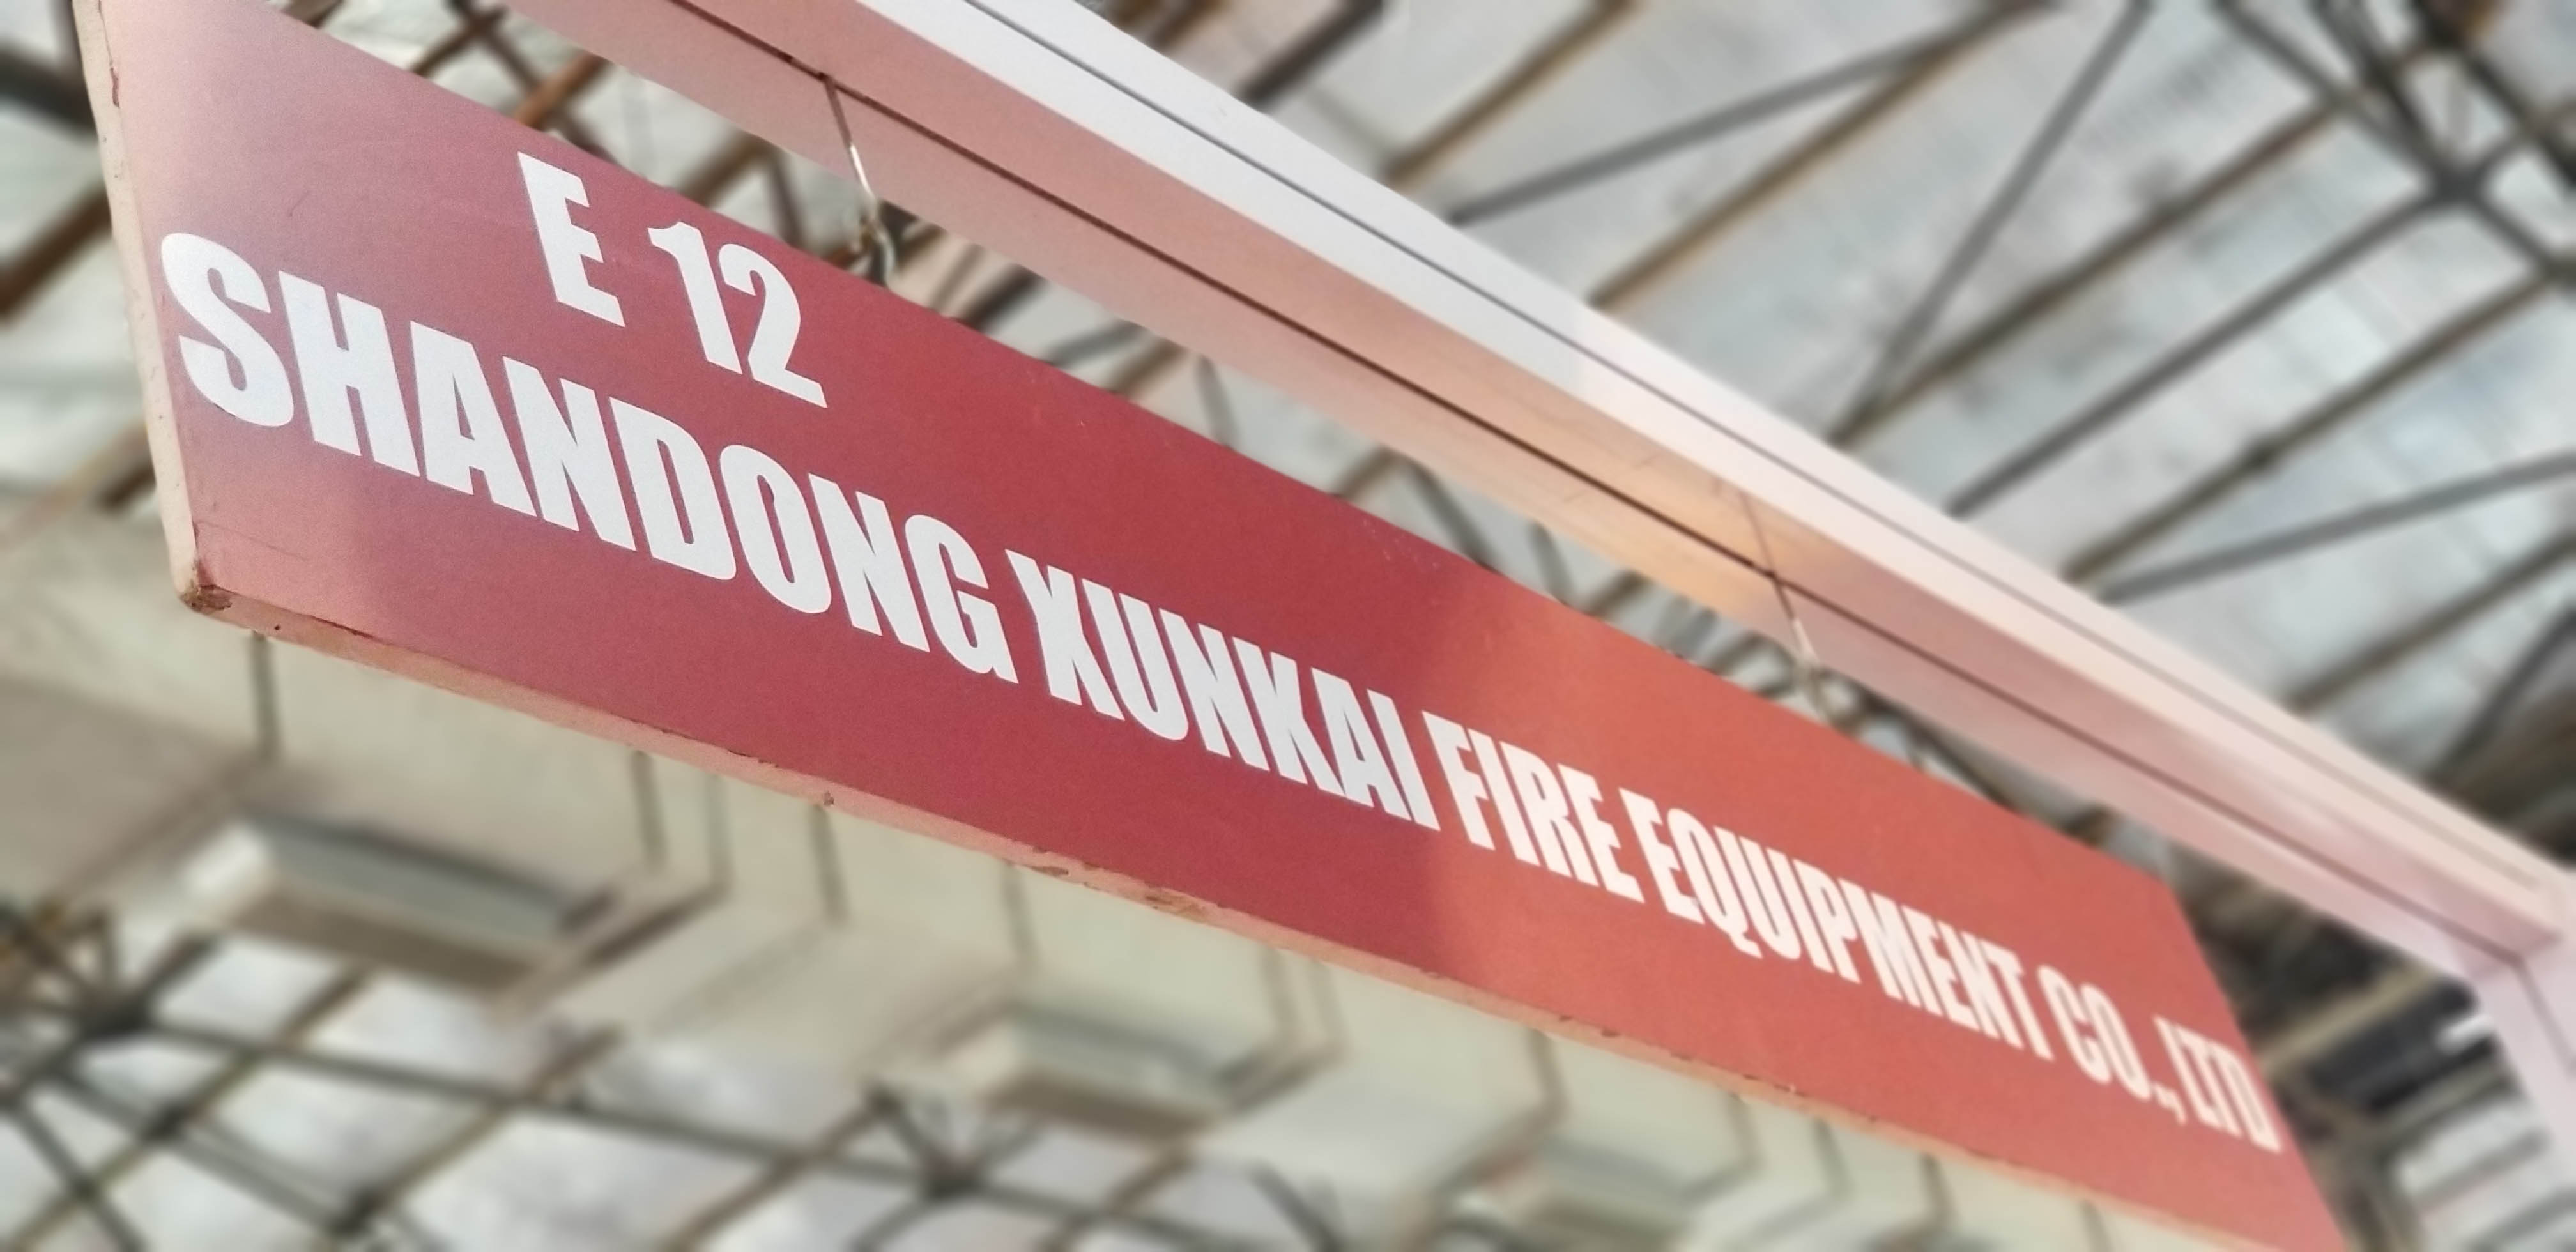 E 12
SHANDONG XUNKAI FIRE EQUIPMENT CO.,LTD